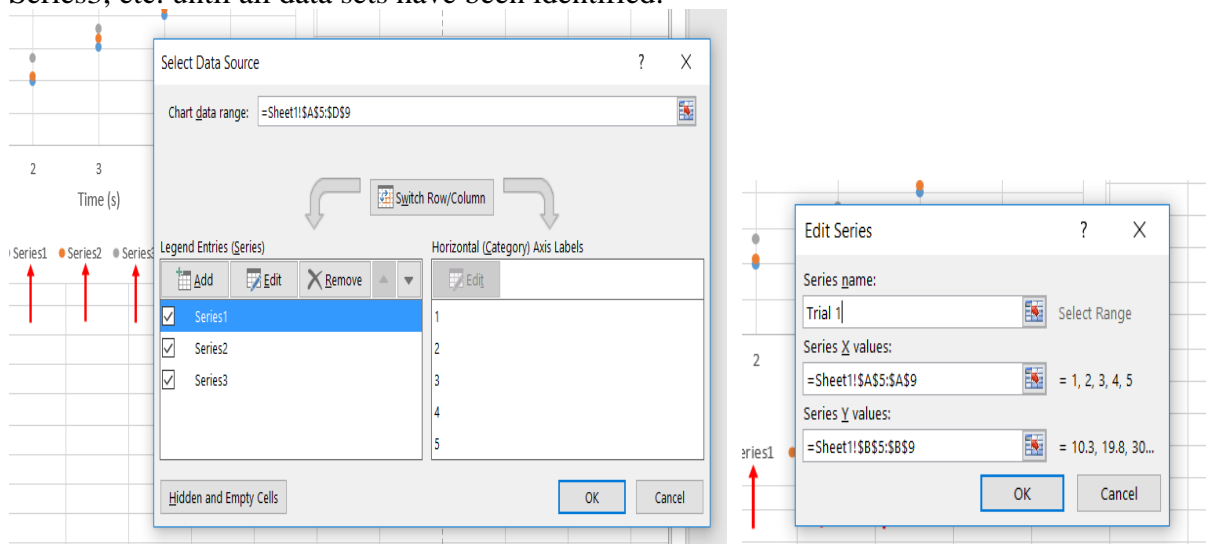 Series3, etc. until all data sets have been identified.
Select Data Source
?
X
Chart data range:
=Sheet1!$A$5:$D$9
Switch Row/Column
Legend Entries (Series)
Horizontal (Category) Axis Labels
Add
Edit
Remove
Edit
Series1
Series2
Series3
1
2
3
4
5
Hidden and Empty Cells
OK
Cancel
2
3
Time (s)
Series1
Series2
Series3
Edit Series
?
X
Series name:
Trial 1
Select Range
Series X values:
=Sheet1!$A$5:$A$9
= 1, 2, 3, 4, 5
Series Y values:
=Sheet1!$B$5:$B$9
= 10.3, 19.8, 30...
OK
Cancel
2
eries1